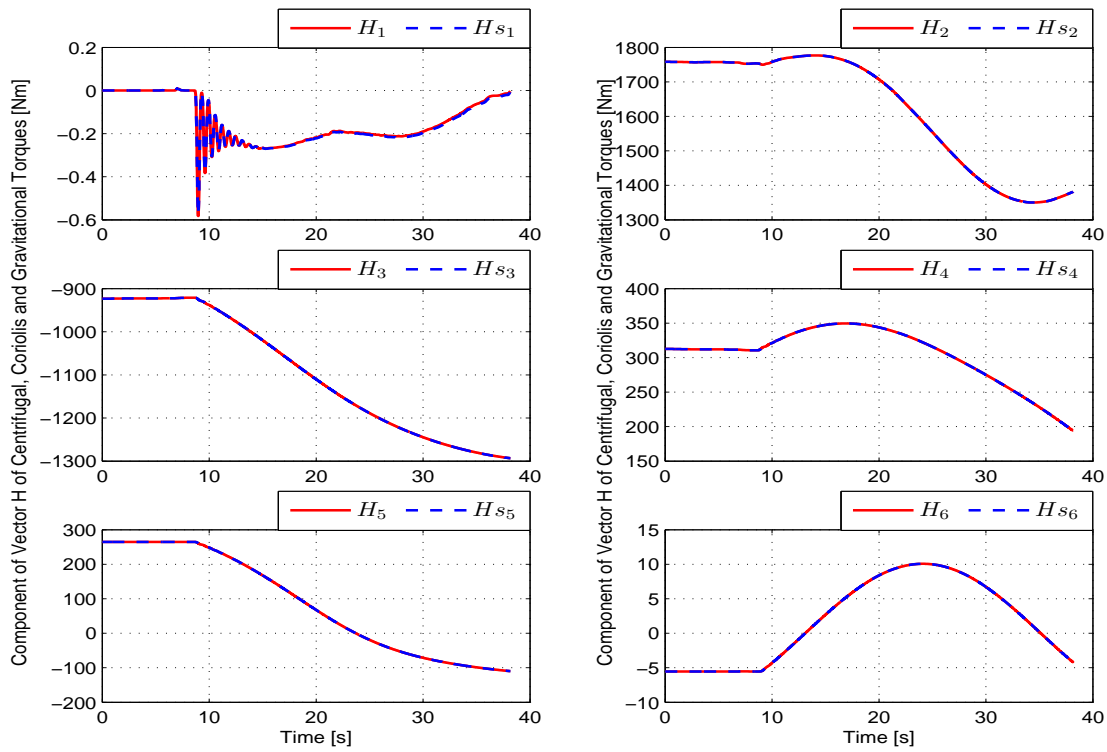 Component of Vector H of Centrifugal, Coriolis and Gravitational Torques [Nm]
H₁ Hs₁
0.2
0
−0.2
−0.4
−0.6
0 10 20 30 40
H₃ Hs₃
−900
−1000
−1100
−1200
−1300
0 10 20 30 40
H₅ Hs₅
300
200
100
0
−100
−200
0 10 20 30 40
Time [s]
Component of Vector H of Centrifugal, Coriolis and Gravitational Torques [Nm]
H₂ Hs₂
1800
1700
1600
1500
1400
1300
0 10 20 30 40
H₄ Hs₄
400
350
300
250
200
150
0 10 20 30 40
H₆ Hs₆
15
10
5
0
−5
−10
0 10 20 30 40
Time [s]